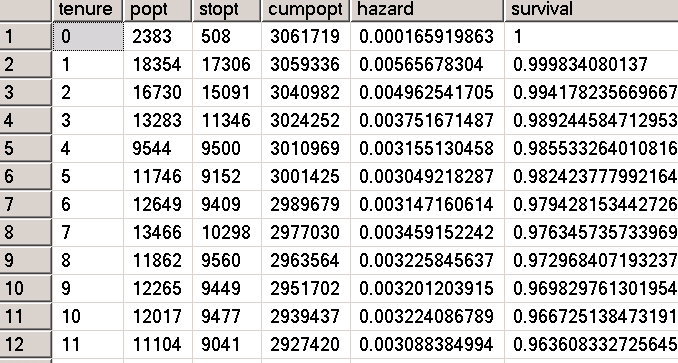 tenure popt stopt cumpopt hazard survival
1 0 2383 508 3061719 0.000165919863 1
2 1 18354 17306 3059336 0.00565678304 0.999834080137
3 2 16730 15091 3040982 0.004962541705 0.994178235669667
4 3 13283 11346 3024252 0.003751671487 0.989244584712953
5 4 9544 9500 3010969 0.003155130458 0.985533264010816
6 5 11746 9152 3001425 0.003049218287 0.982423777992164
7 6 12649 9409 2989679 0.003147160614 0.979428153442726
8 7 13466 10298 2977030 0.003459152242 0.976345735733969
9 8 11862 9560 2963564 0.003225845637 0.972968407193237
10 9 12265 9449 2951702 0.003201203915 0.969829761301954
11 10 12017 9477 2939437 0.003224086789 0.966725138473191
12 11 11104 9041 2927420 0.003088384994 0.963608332725645